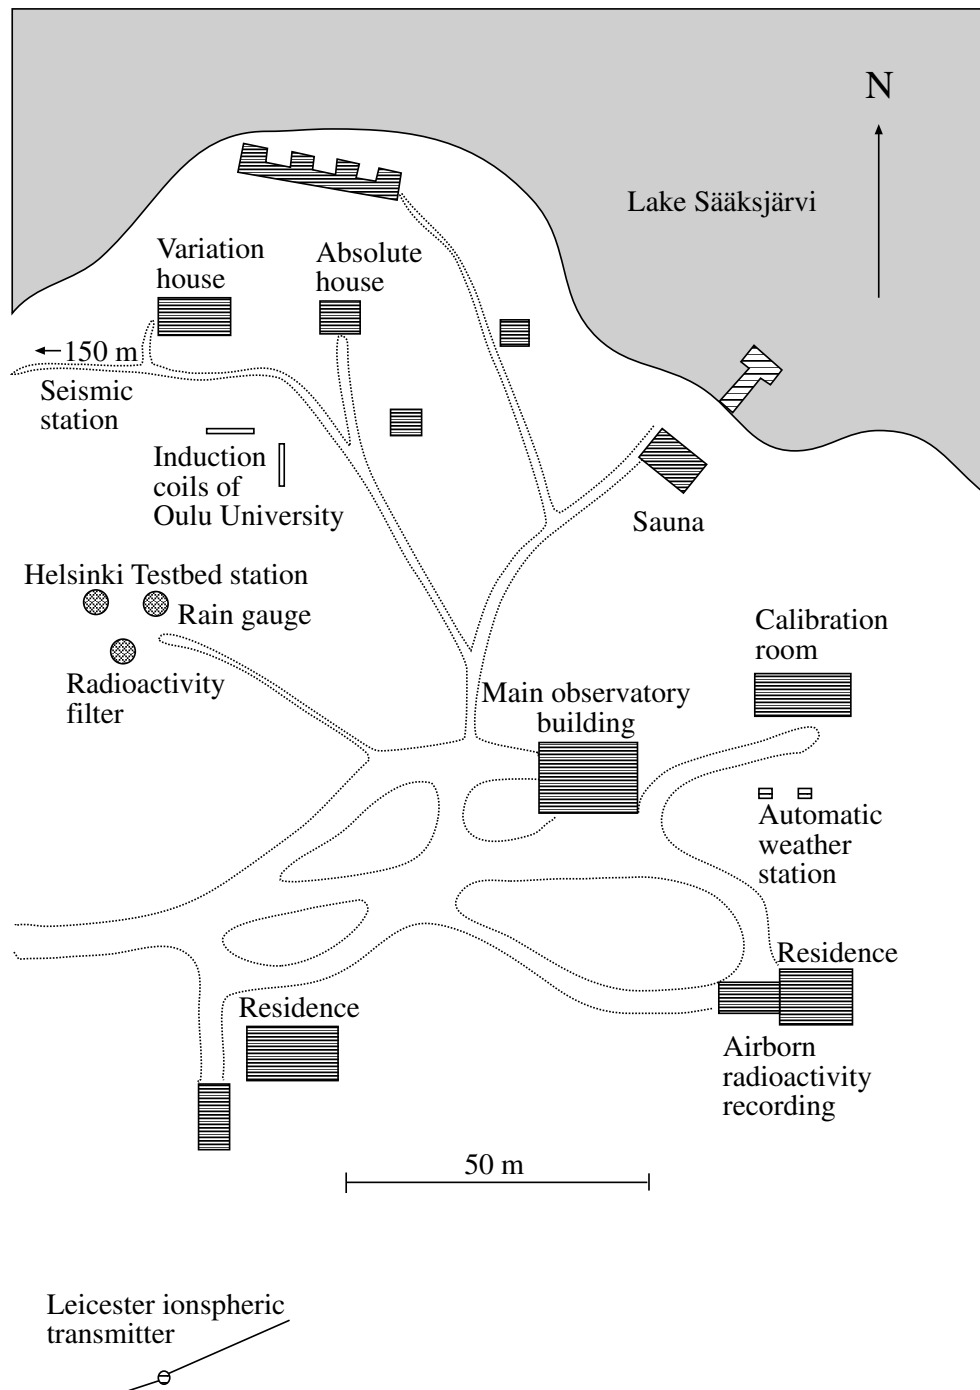 N
Lake Sääksjärvi
Variation
house
Absolute
house
150 m
Seismic
station
Induction
coils of
Oulu University
Sauna
Helsinki Testbed station
Rain gauge
Radioactivity
filter
Calibration
room
Main observatory
building
Automatic
weather
station
Residence
Residence
Airborn
radioactivity
recording
50 m
Leicester ionspheric
transmitter